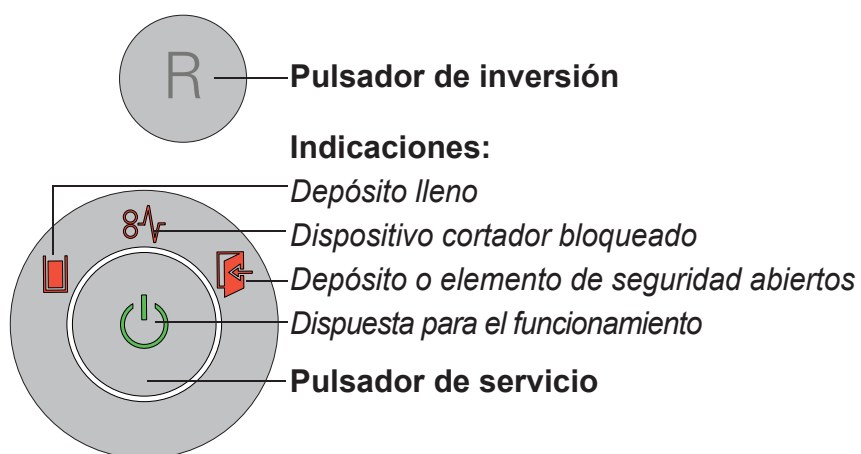 R
Pulsador de inversión
Indicaciones:
Depósito lleno
Dispositivo cortador bloqueado
Depósito o elemento de seguridad abiertos
Dispuesta para el funcionamiento
Pulsador de servicio